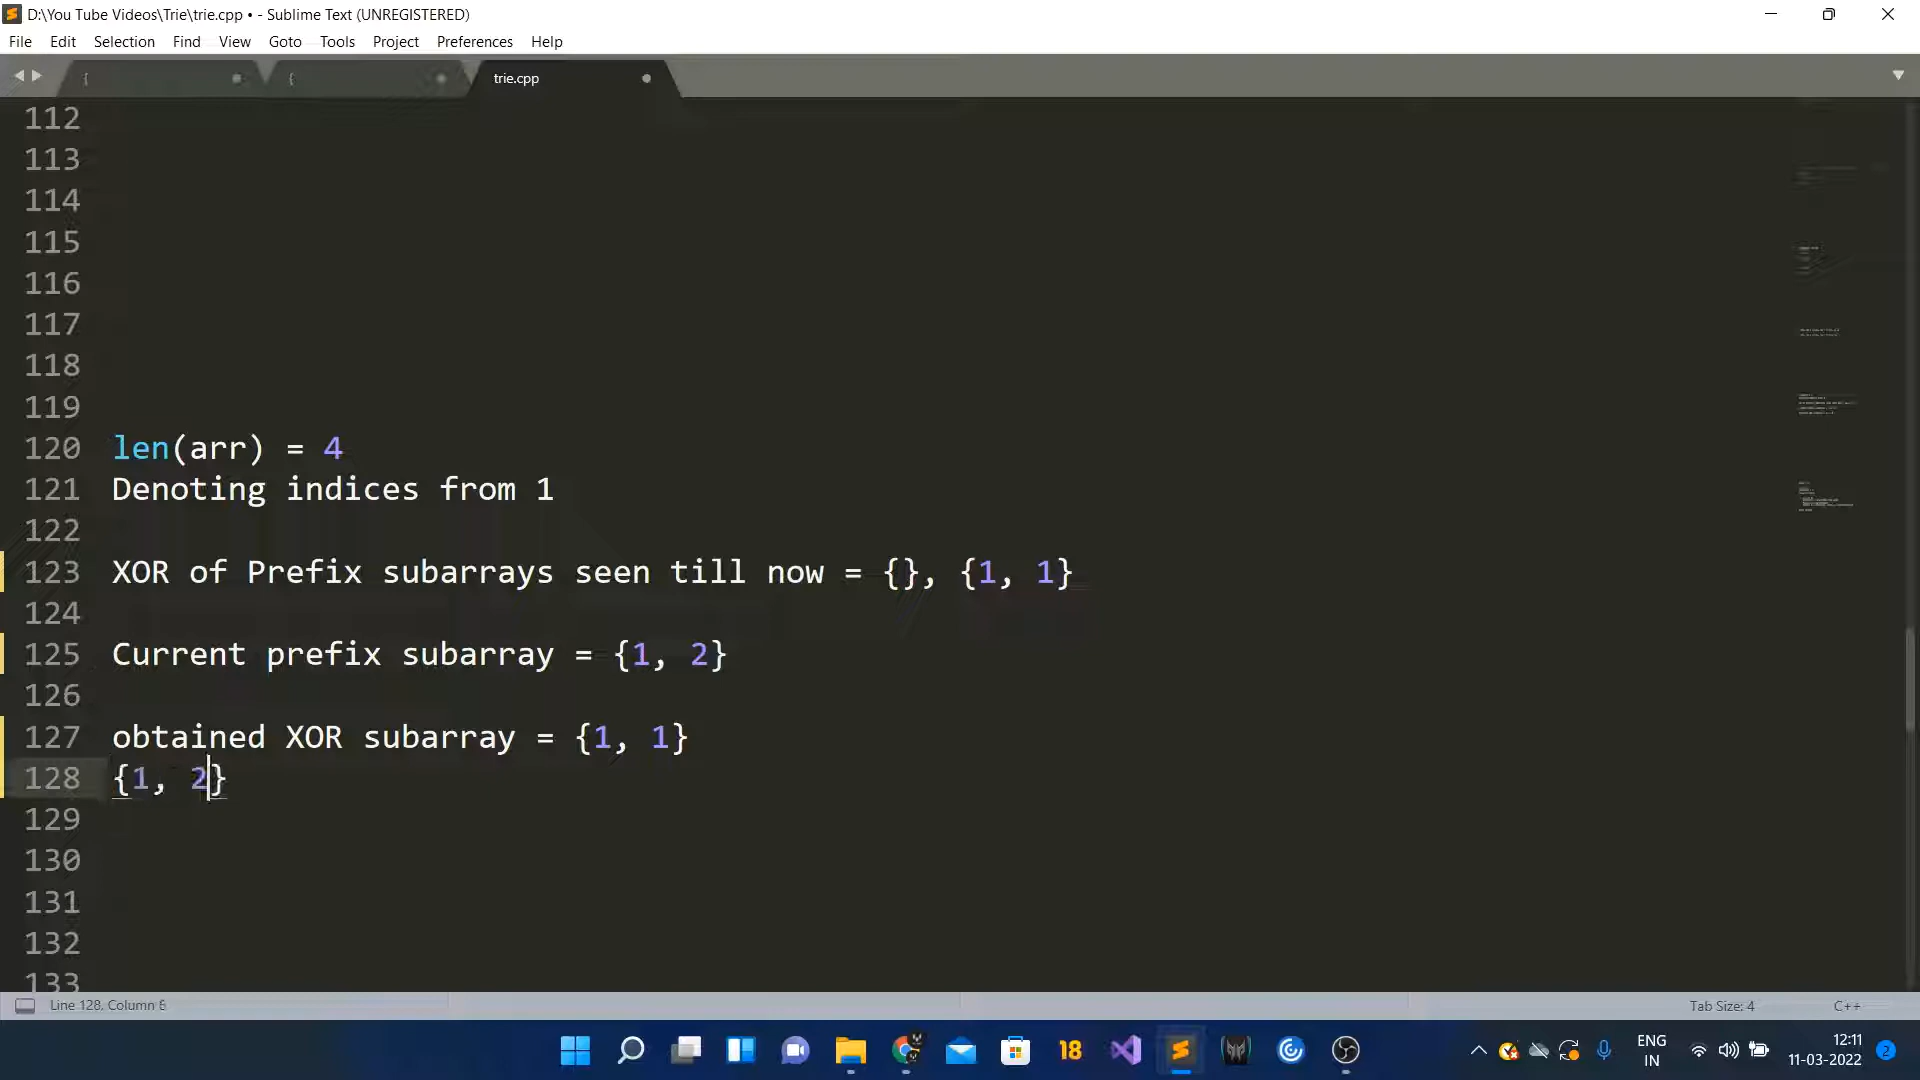 D:\You Tube Videos\Trie\trie.cpp • - Sublime Text (UNREGISTERED)
File Edit Selection Find View Goto Tools Project Preferences Help
{ { trie.cpp
112
113
114
115
116
117
118
119
120 len(arr) = 4
121 Denoting indices from 1
122
123 XOR of Prefix subarrays seen till now = {}, {1, 1}
124
125 Current prefix subarray = {1, 2}
126
127 obtained XOR subarray = {1, 1}
128 {1, 2}
129
130
131
132
133
Line 128, Column 6 Tab Size: 4 C++
18
ENG
IN
12:11
11-03-2022
2